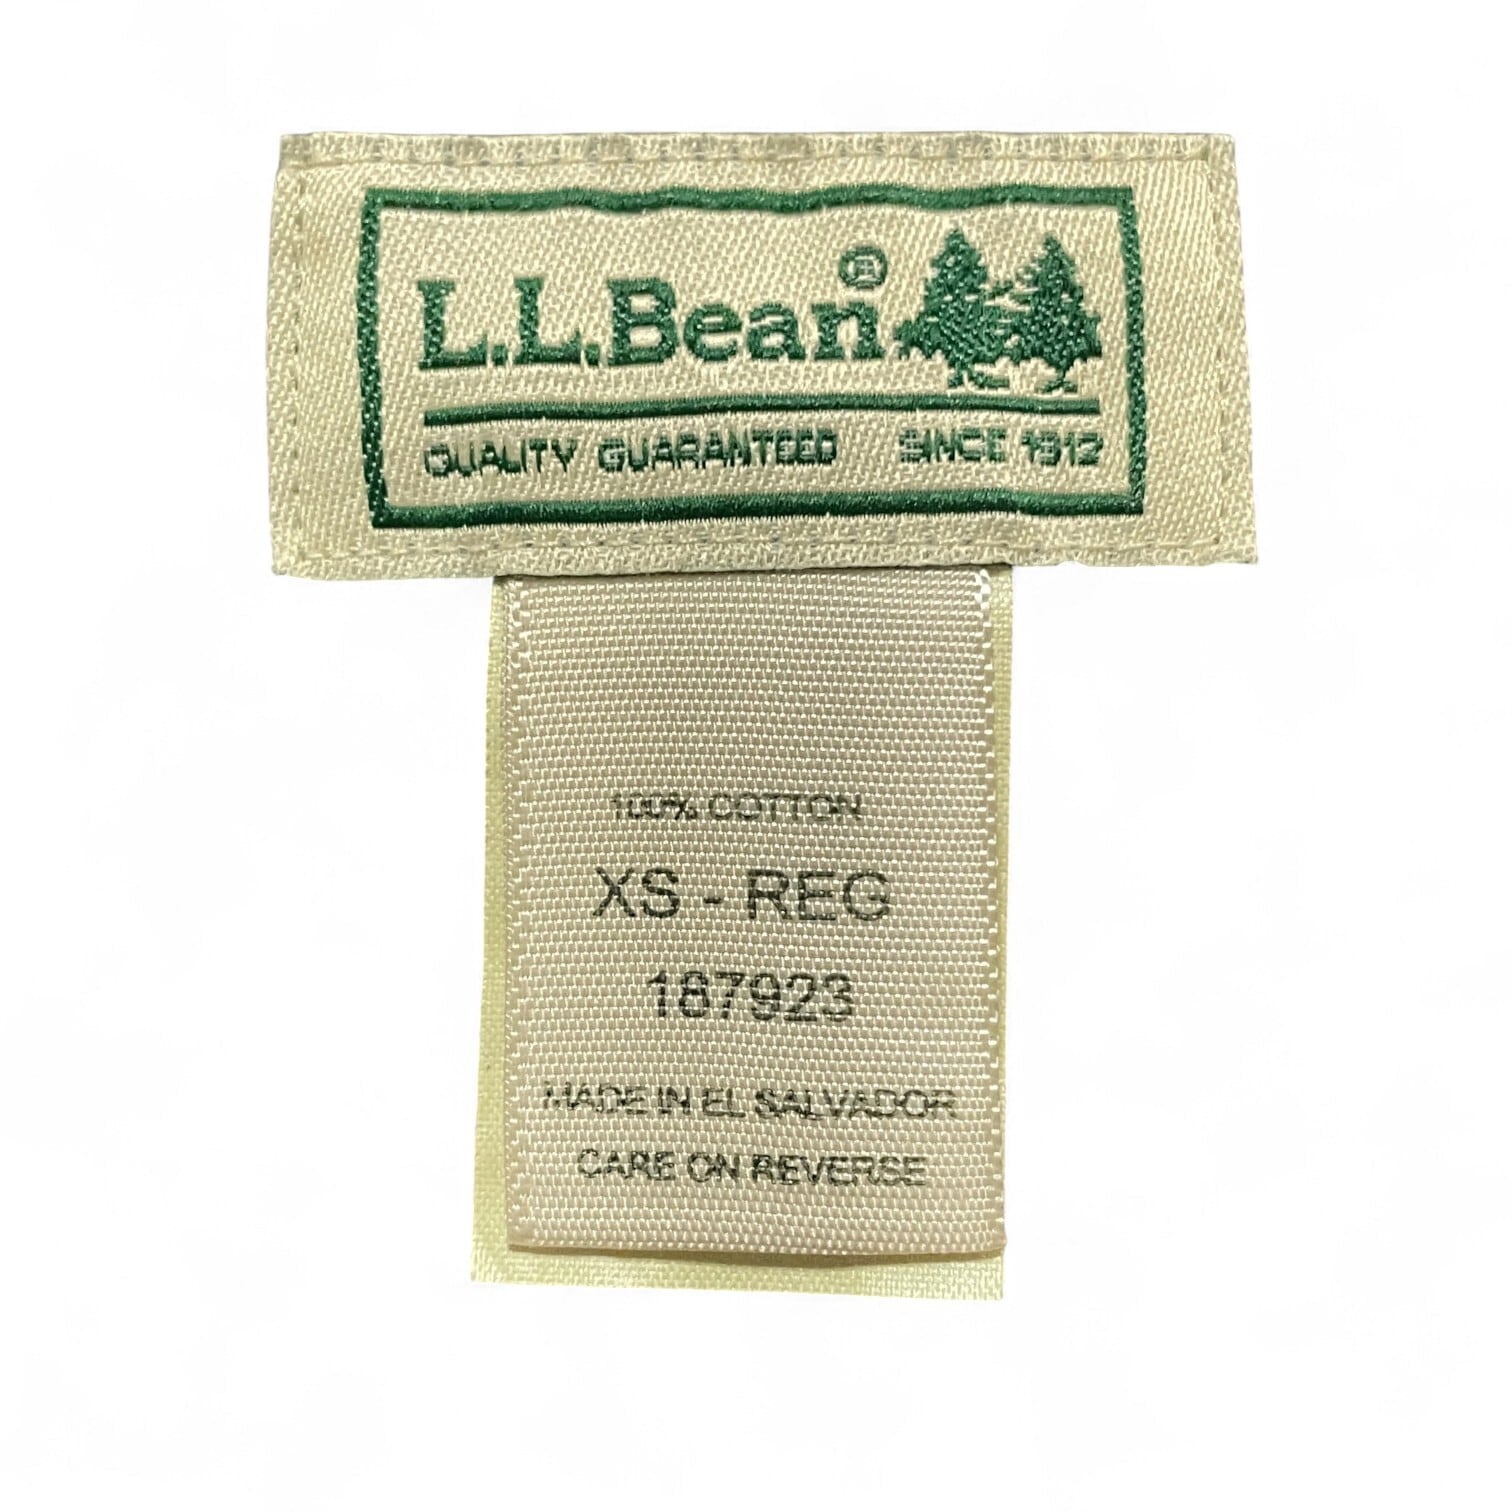 L.L.Bean®
QUALITY GUARANTEED SINCE 1912
100% COTTON
XS - REG
187923
MADE IN EL SALVADOR
CARE ON REVERSE